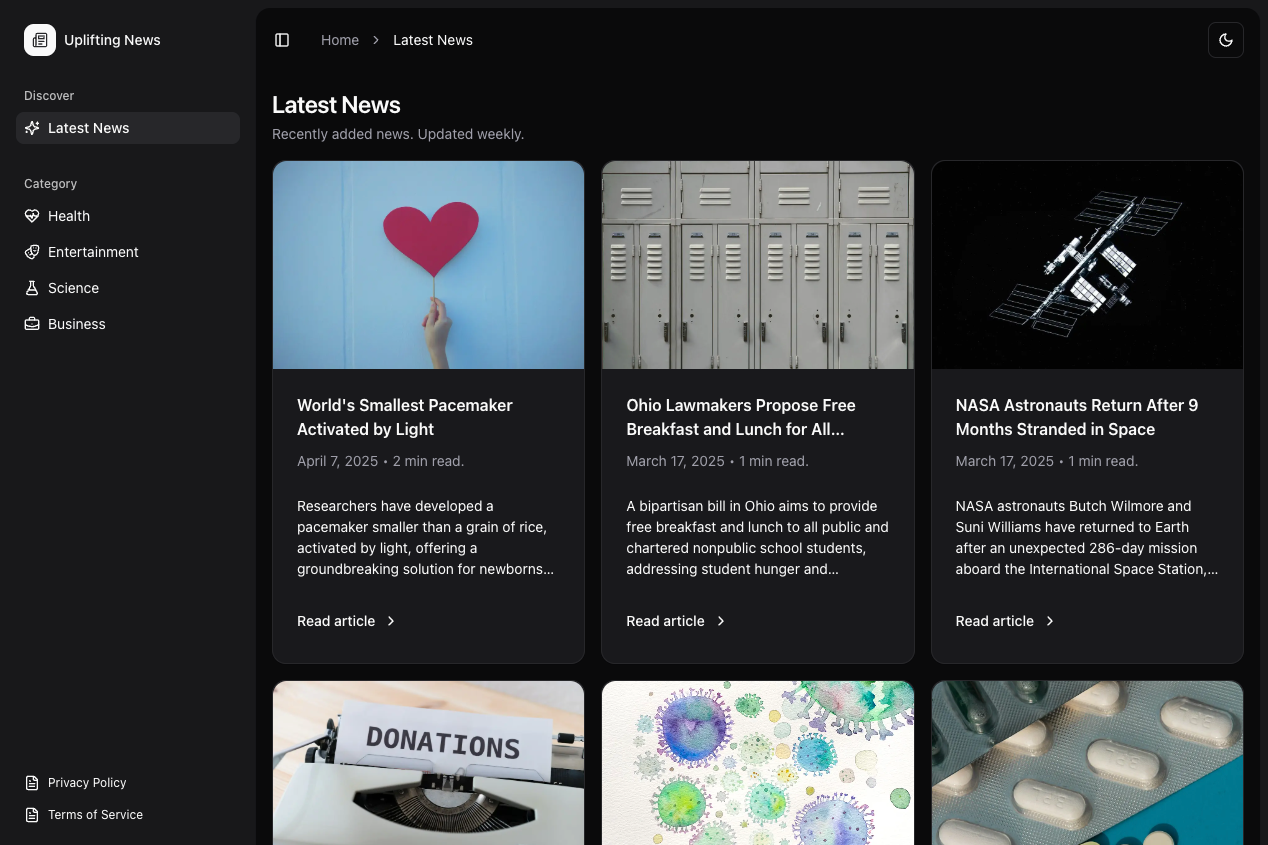 Uplifting News
Discover
Latest News
Category
Health
Entertainment
Science
Business
Privacy Policy
Terms of Service
Home
Latest News
Latest News
Recently added news. Updated weekly.
World's Smallest Pacemaker
Activated by Light
April 7, 2025 • 2 min read.
Researchers have developed a
pacemaker smaller than a grain of rice,
activated by light, offering a
groundbreaking solution for newborns...
Read article
Ohio Lawmakers Propose Free
Breakfast and Lunch for All...
March 17, 2025 • 1 min read.
A bipartisan bill in Ohio aims to provide
free breakfast and lunch to all public and
chartered nonpublic school students,
addressing student hunger and...
Read article
NASA Astronauts Return After 9
Months Stranded in Space
March 17, 2025 • 1 min read.
NASA astronauts Butch Wilmore and
Suni Williams have returned to Earth
after an unexpected 286-day mission
aboard the International Space Station,...
Read article
DONATIONS